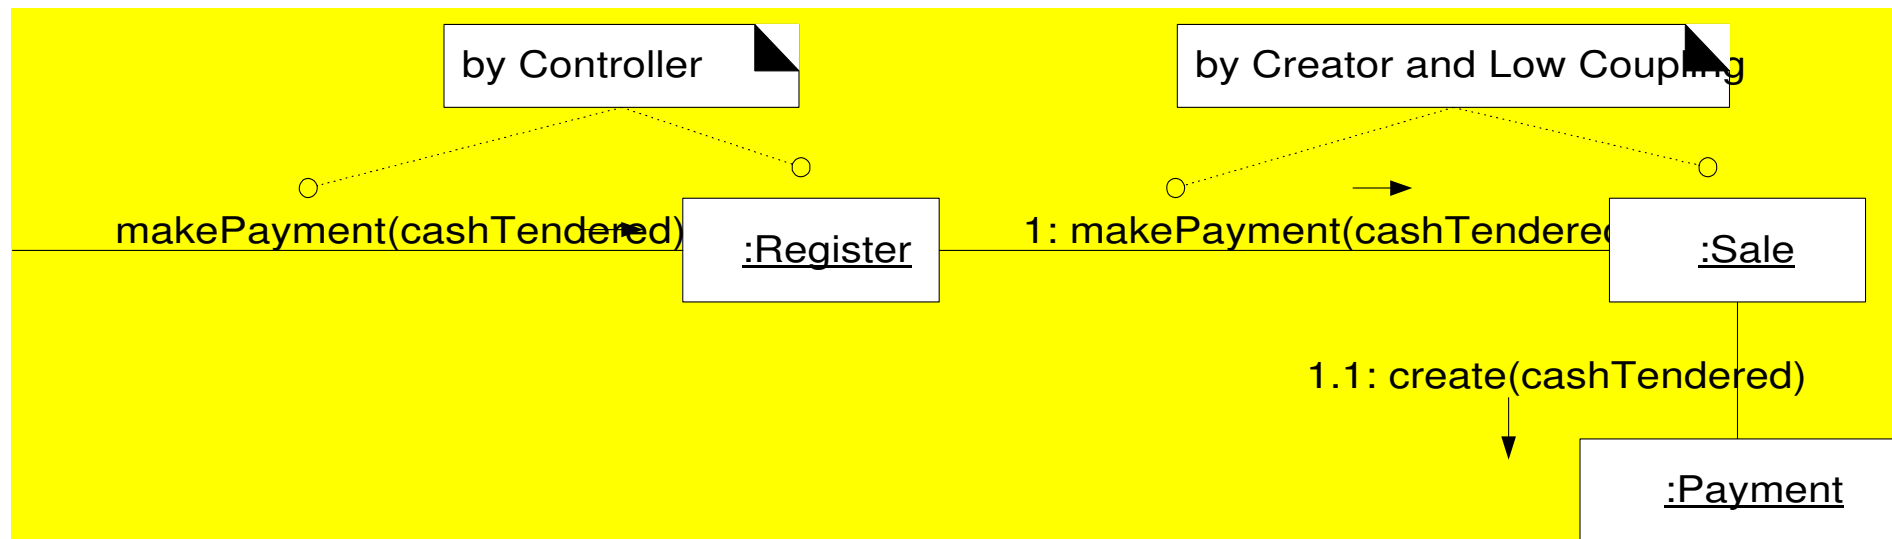 by Controller
by Creator and Low Coupling
makePayment(cashTendered)
:Register
1: makePayment(cashTendered
:Sale
1.1: create(cashTendered)
:Payment